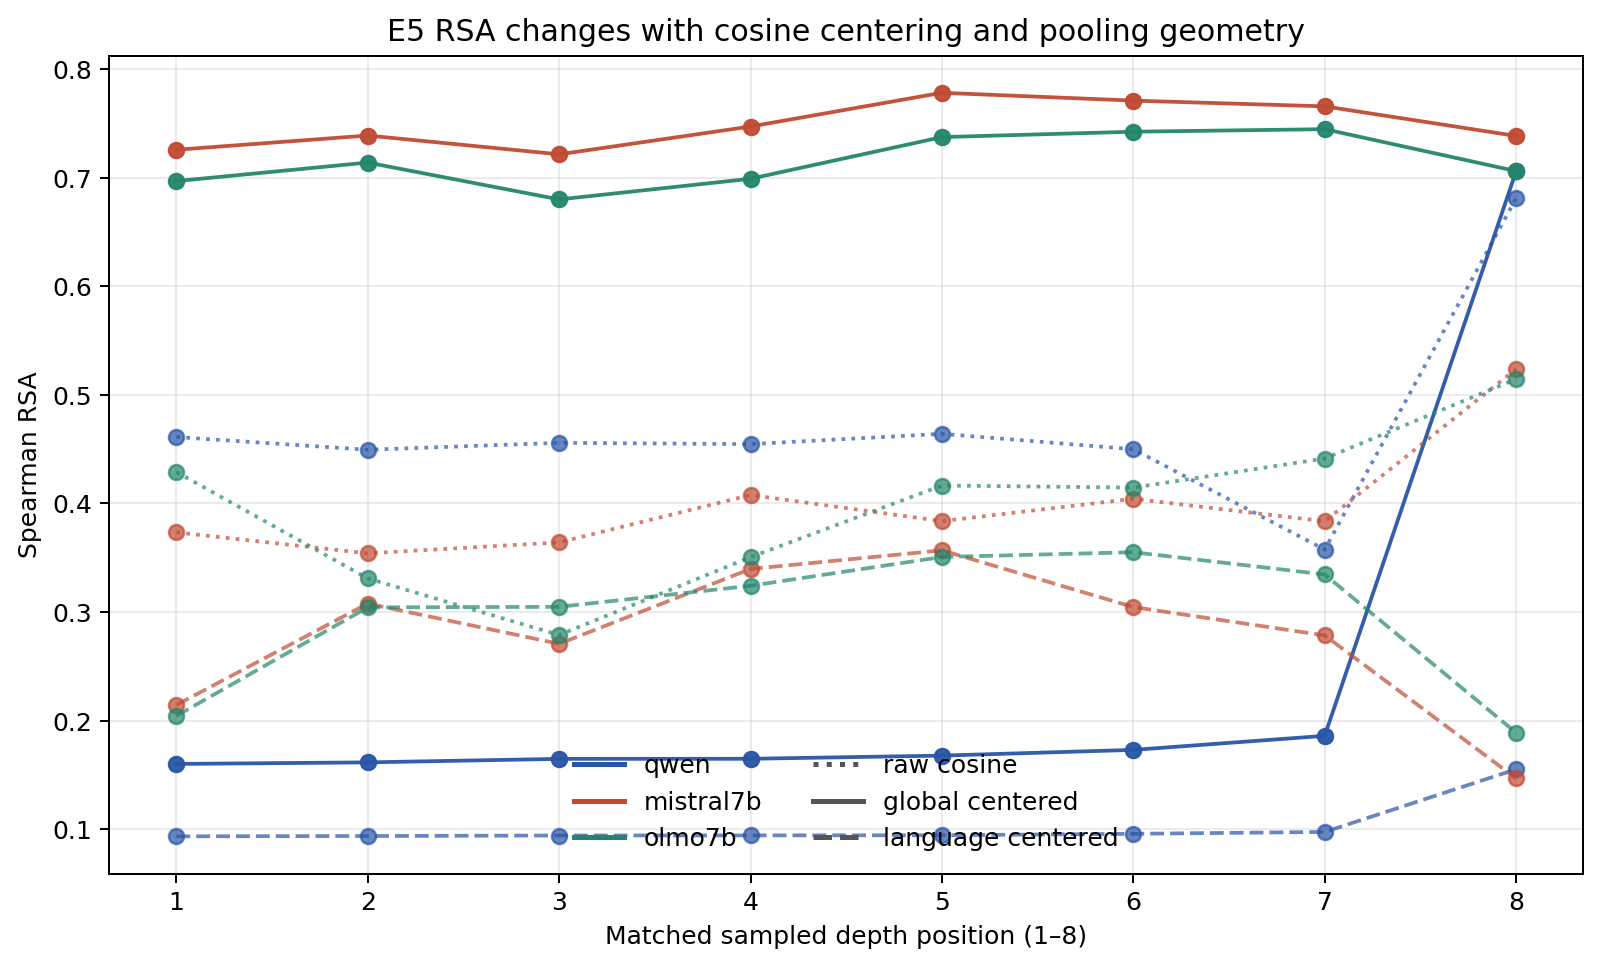 E5 RSA changes with cosine centering and pooling geometry
Spearman RSA
0.8
0.7
0.6
0.5
0.4
0.3
0.2
0.1
qwen
mistral7b
olmo7b
raw cosine
global centered
language centered
1 2 3 4 5 6 7 8
Matched sampled depth position (1–8)